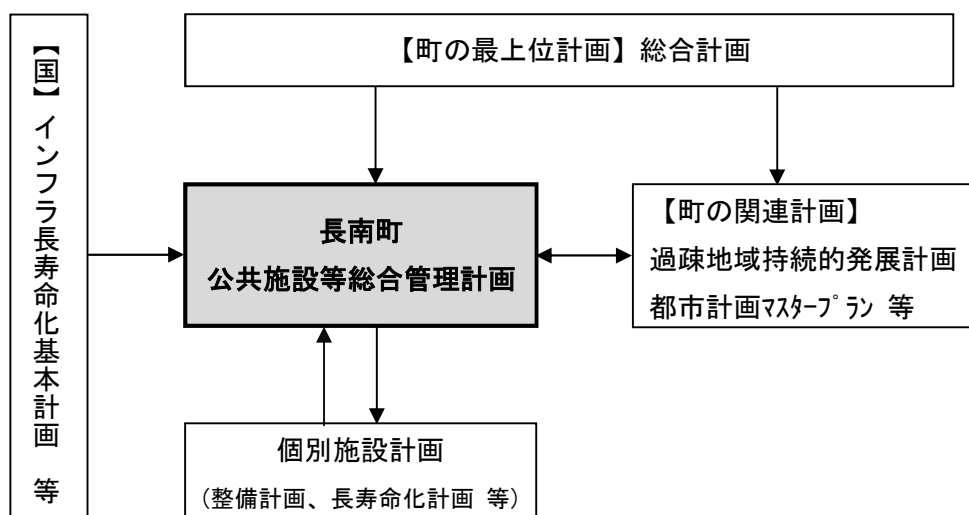 【国】インフラ長寿命化基本計画 等
【町の最上位計画】総合計画
長南町
公共施設等総合管理計画
【町の関連計画】
過疎地域持続的発展計画
都市計画ﾏｽﾀｰﾌﾟﾗﾝ 等
個別施設計画
(整備計画、長寿命化計画 等)